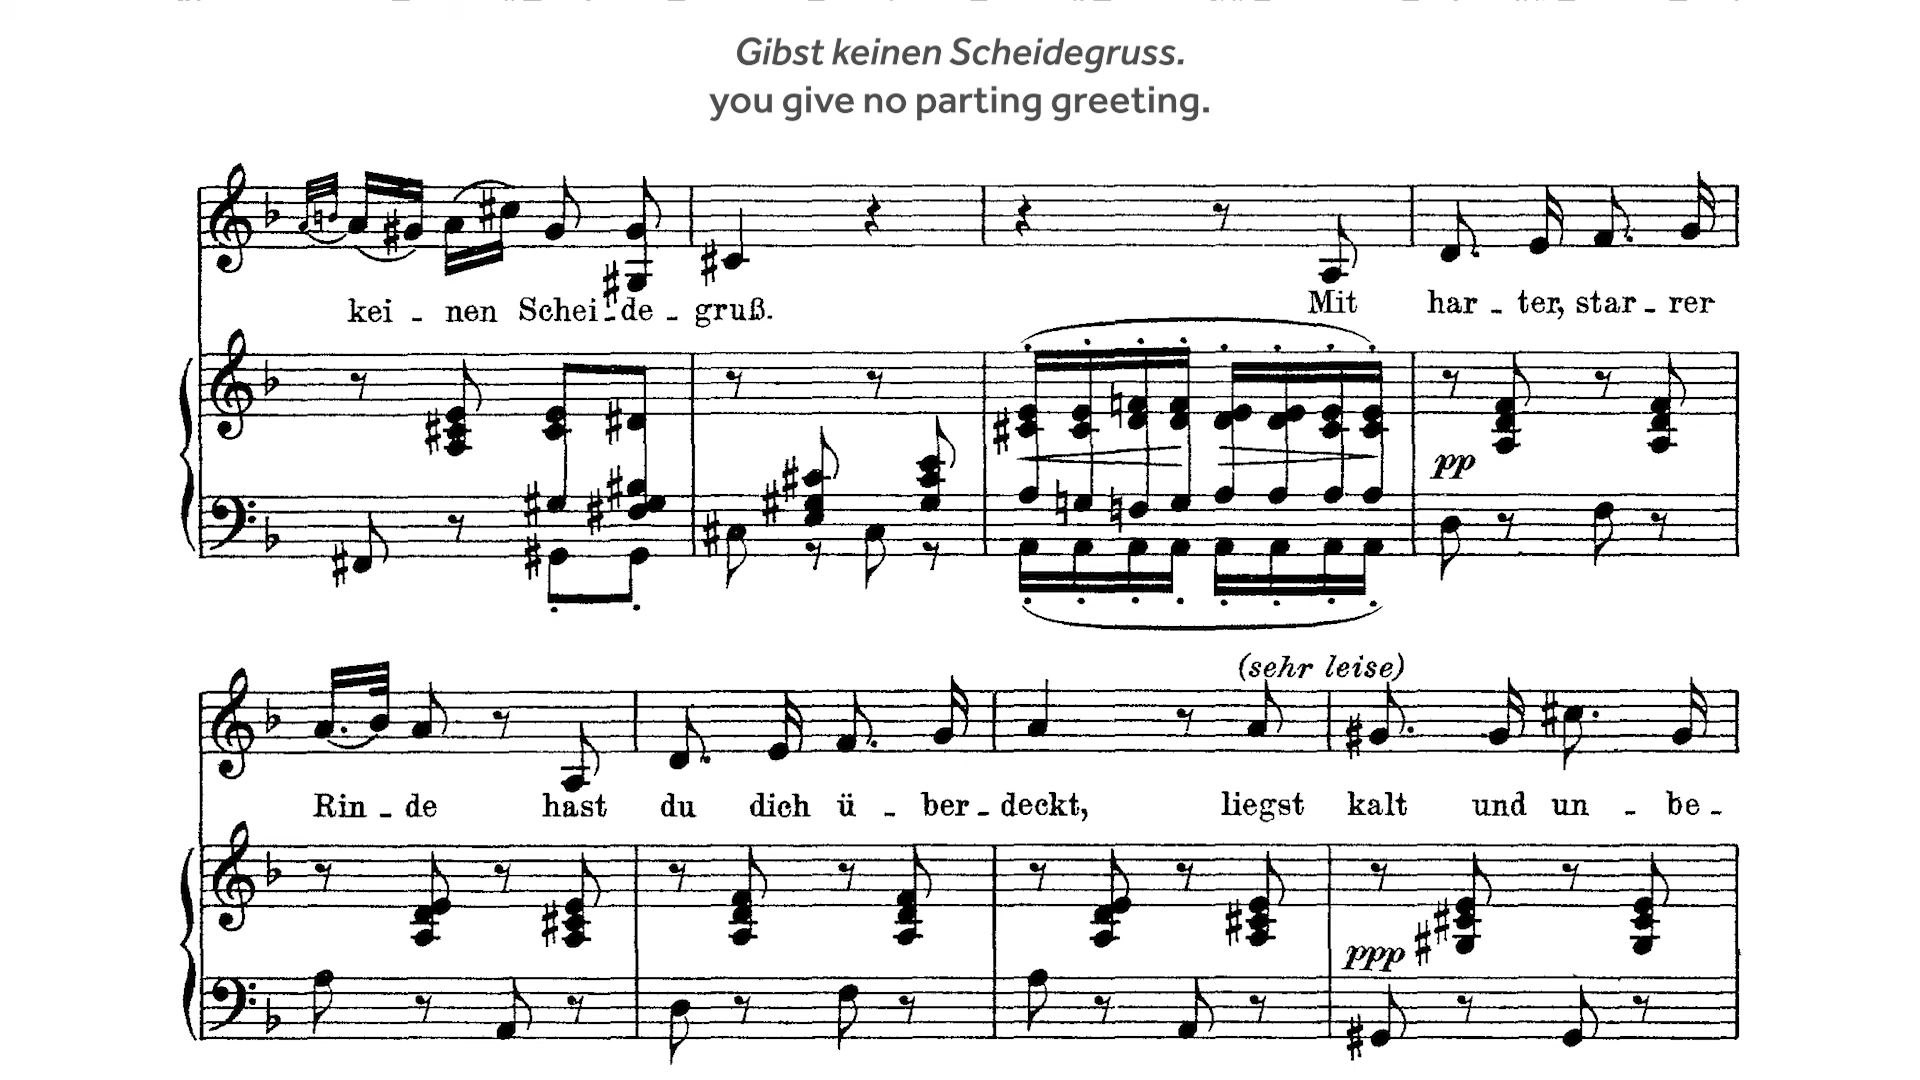 Gibst keinen Scheidegruss.
you give no parting greeting.
kei - nen Schei - de - gruß. Mit har - ter, star - rer
pp
(sehr leise)
Rin - de hast du dich ü - ber - deckt, liegst kalt und un - be -
ppp